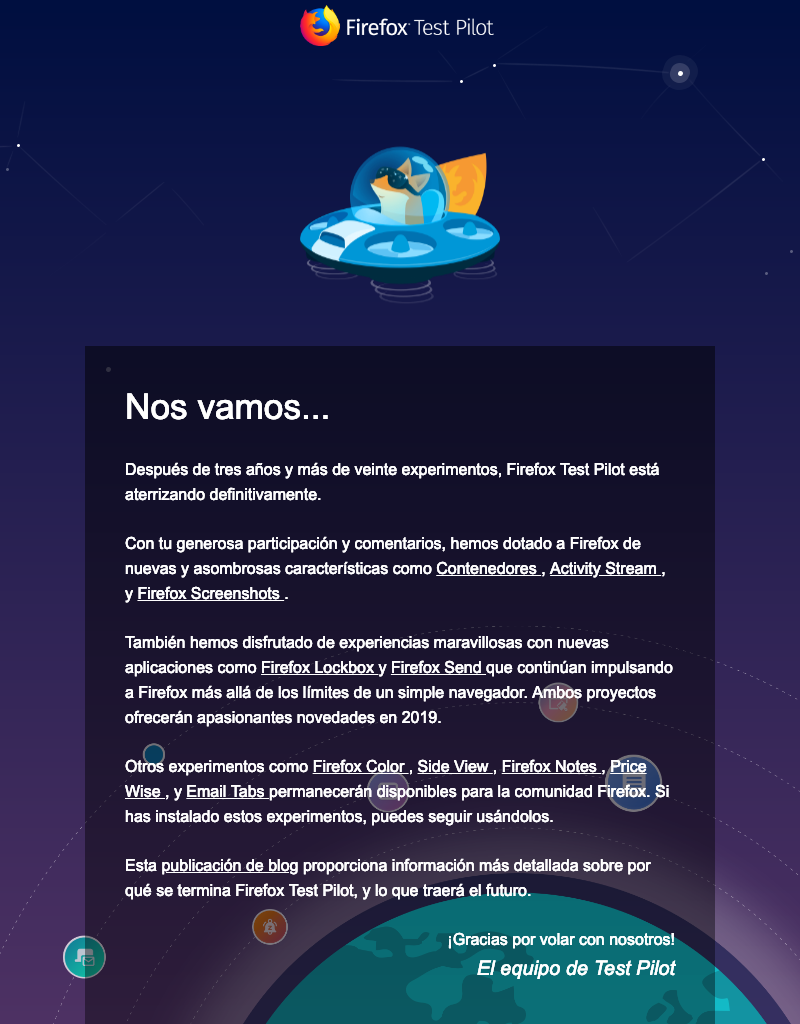 Firefox Test Pilot
Nos vamos...
Después de tres años y más de veinte experimentos, Firefox Test Pilot está
aterrizando definitivamente.
Con tu generosa participación y comentarios, hemos dotado a Firefox de
nuevas y asombrosas características como Contenedores , Activity Stream ,
y Firefox Screenshots .
También hemos disfrutado de experiencias maravillosas con nuevas
aplicaciones como Firefox Lockbox y Firefox Send que continúan impulsando
a Firefox más allá de los límites de un simple navegador. Ambos proyectos
ofrecerán apasionantes novedades en 2019.
Otros experimentos como Firefox Color , Side View , Firefox Notes , Price
Wise , y Email Tabs permanecerán disponibles para la comunidad Firefox. Si
has instalado estos experimentos, puedes seguir usándolos.
Esta publicación de blog proporciona información más detallada sobre por
qué se termina Firefox Test Pilot, y lo que traerá el futuro.
¡Gracias por volar con nosotros!
El equipo de Test Pilot